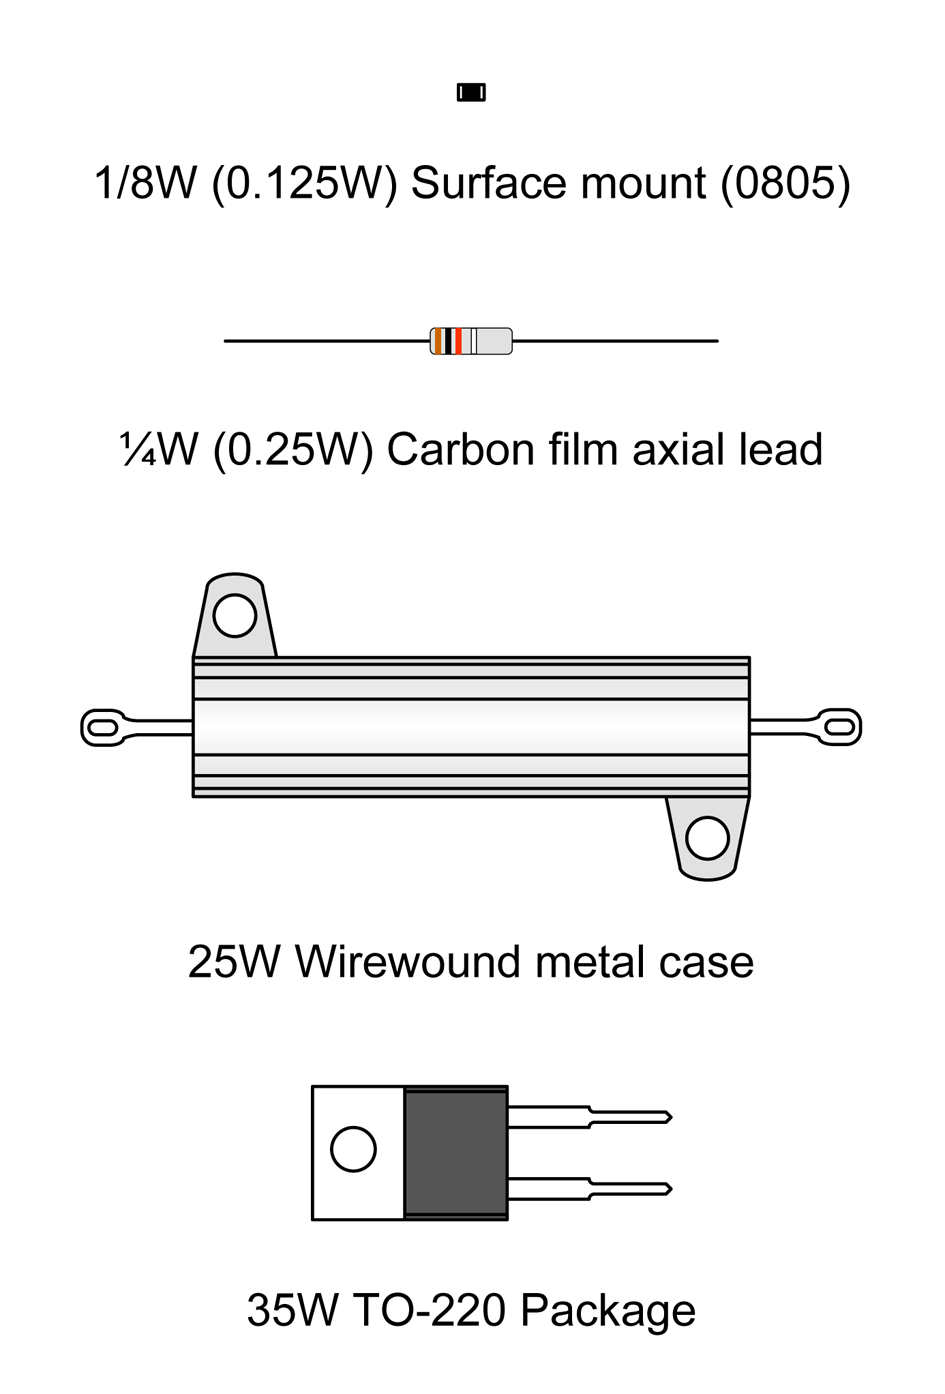 1/8W (0.125W) Surface mount (0805)
¼W (0.25W) Carbon film axial lead
25W Wirewound metal case
35W TO-220 Package